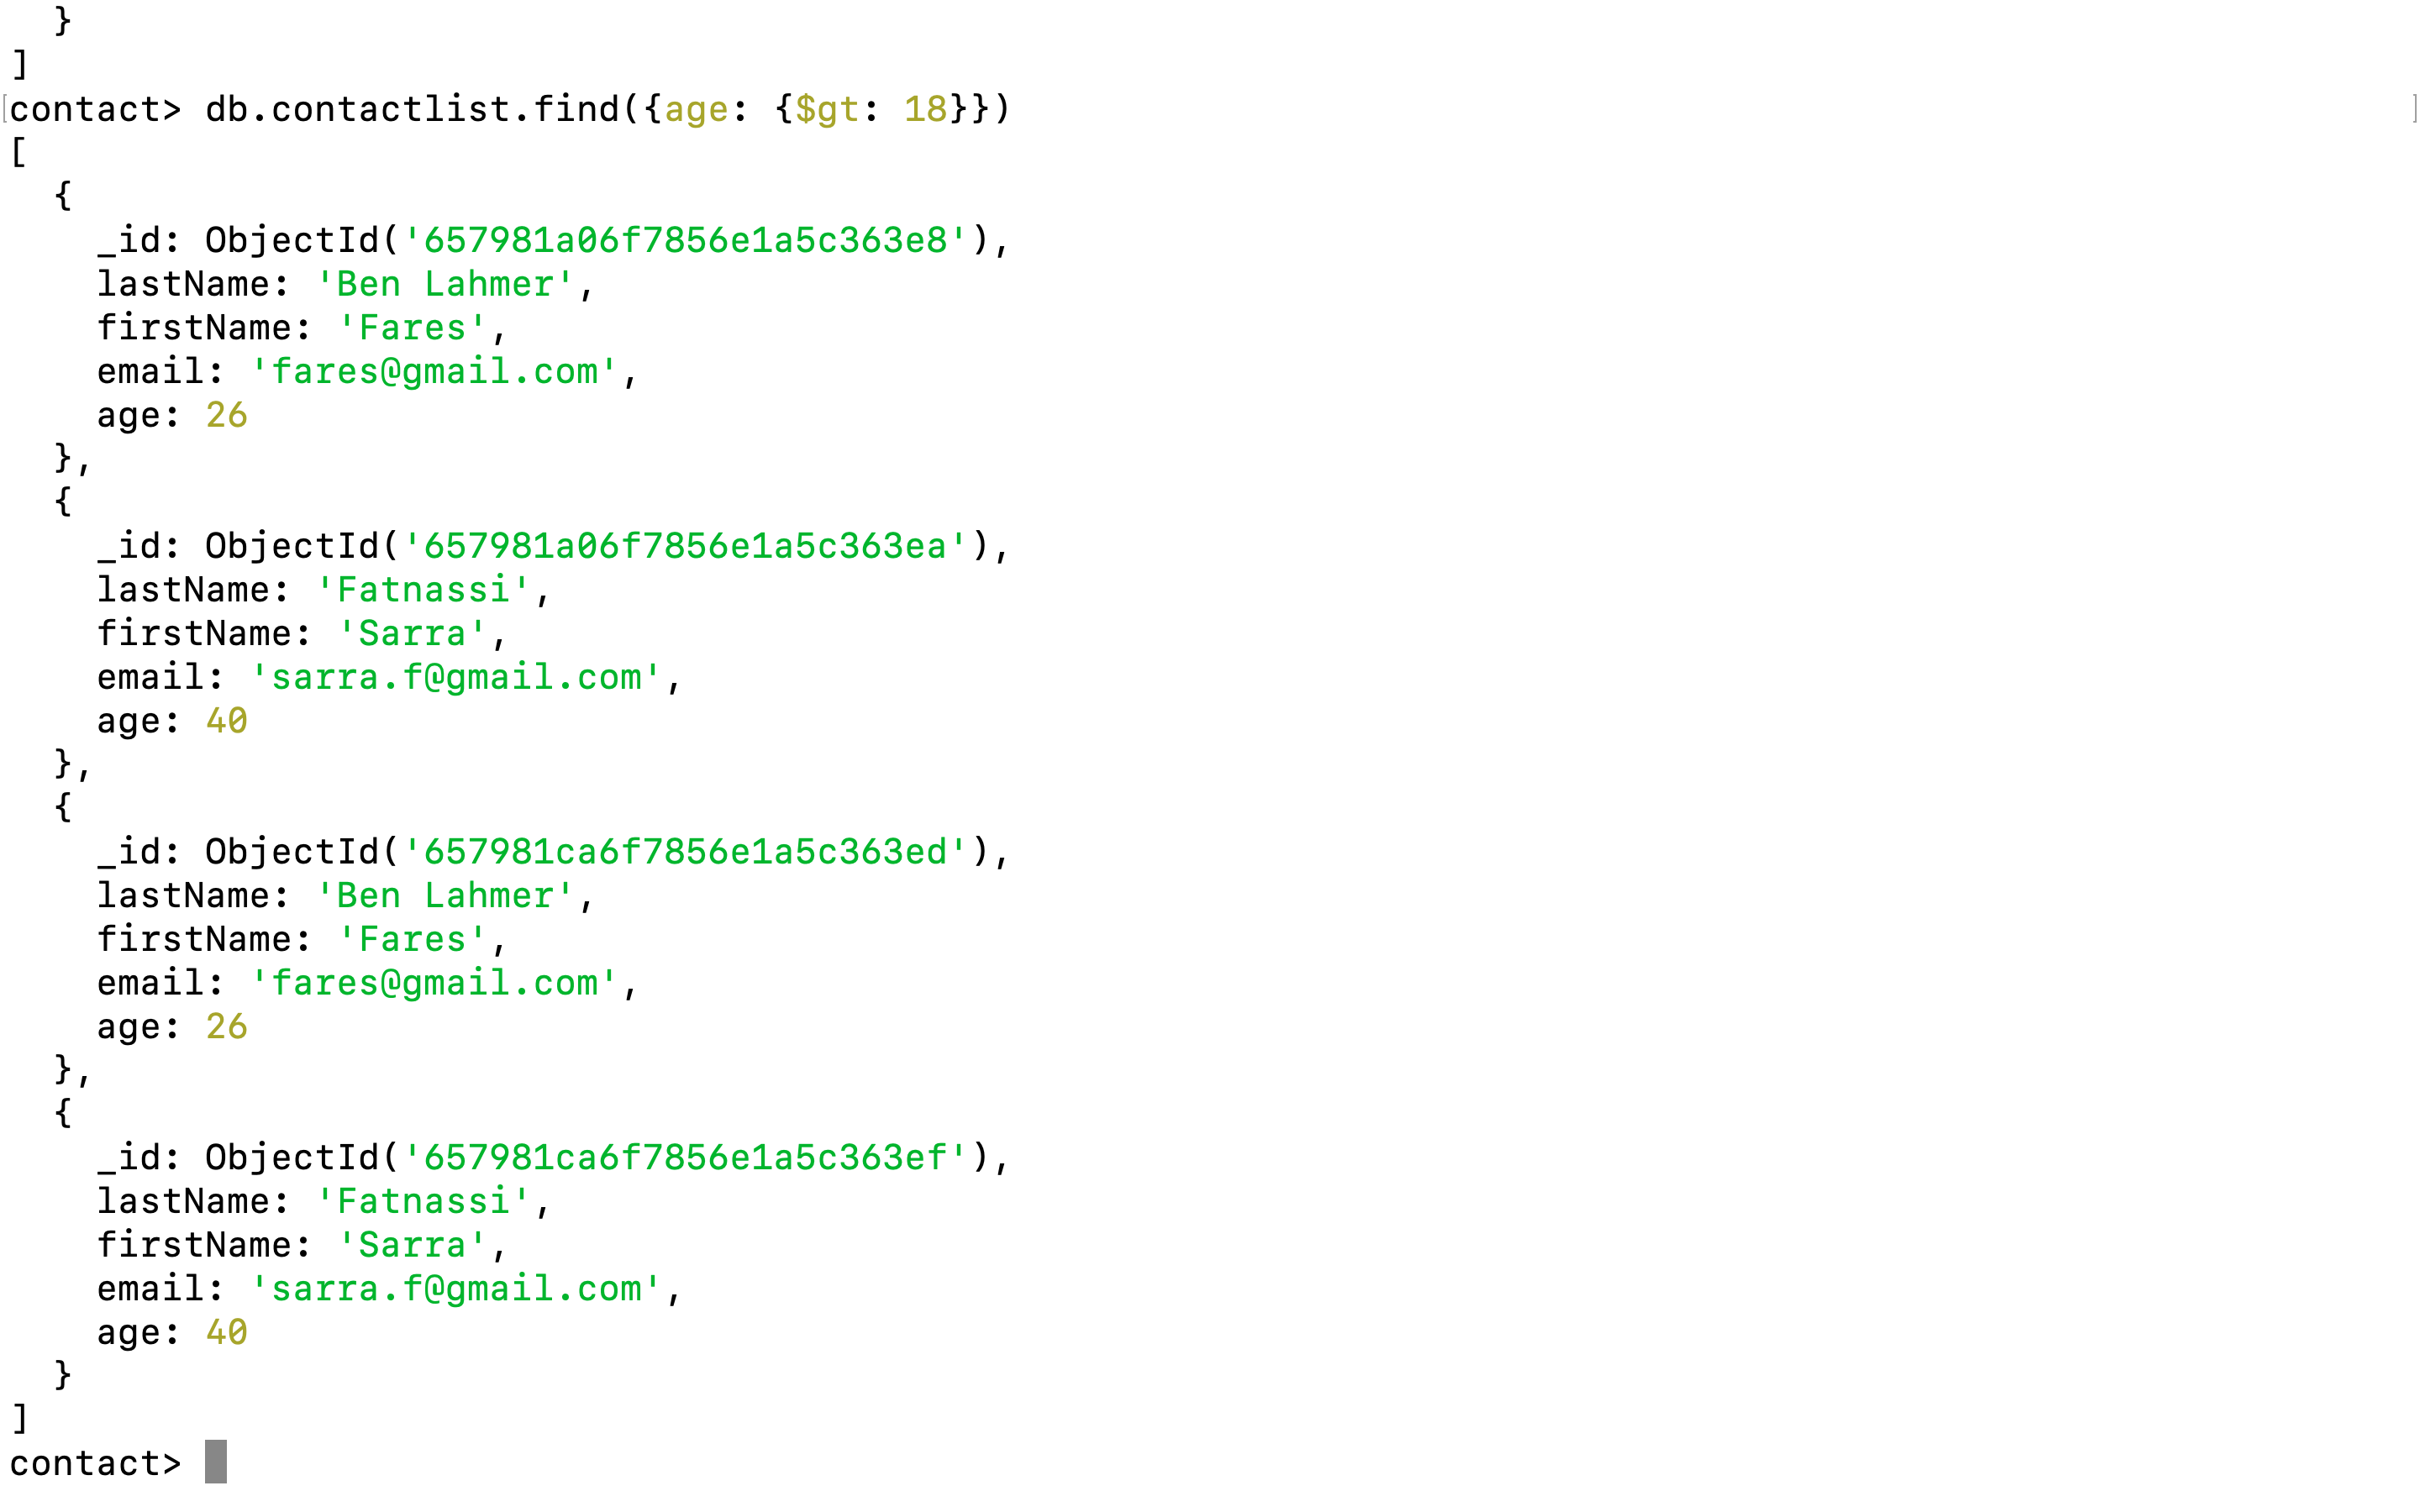 }
]
contact> db.contactlist.find({age: {$gt: 18}})
[
  {
    _id: ObjectId('657981a06f7856e1a5c363e8'),
    lastName: 'Ben Lahmer',
    firstName: 'Fares',
    email: 'fares@gmail.com',
    age: 26
  },
  {
    _id: ObjectId('657981a06f7856e1a5c363ea'),
    lastName: 'Fatnassi',
    firstName: 'Sarra',
    email: 'sarra.f@gmail.com',
    age: 40
  },
  {
    _id: ObjectId('657981ca6f7856e1a5c363ed'),
    lastName: 'Ben Lahmer',
    firstName: 'Fares',
    email: 'fares@gmail.com',
    age: 26
  },
  {
    _id: ObjectId('657981ca6f7856e1a5c363ef'),
    lastName: 'Fatnassi',
    firstName: 'Sarra',
    email: 'sarra.f@gmail.com',
    age: 40
  }
]
contact>